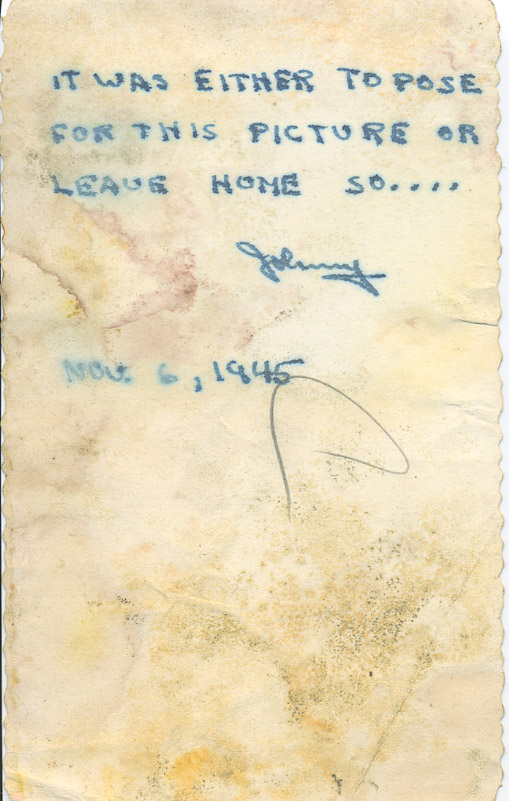 IT WAS EITHER TO POSE
FOR THIS PICTURE OR
LEAVE HOME SO....
Johnny
NOV. 6, 1945